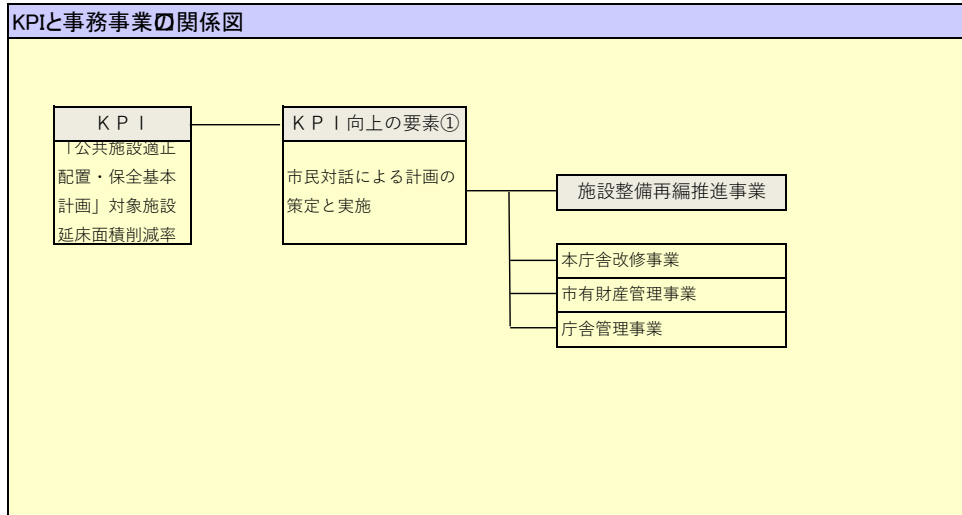 KPIと事務事業の関係図
ＫＰＩ
ＫＰＩ向上の要素①
「公共施設適正
配置・保全基本
計画」対象施設
延床面積削減率
市民対話による計画の
策定と実施
施設整備再編推進事業
本庁舎改修事業
市有財産管理事業
庁舎管理事業